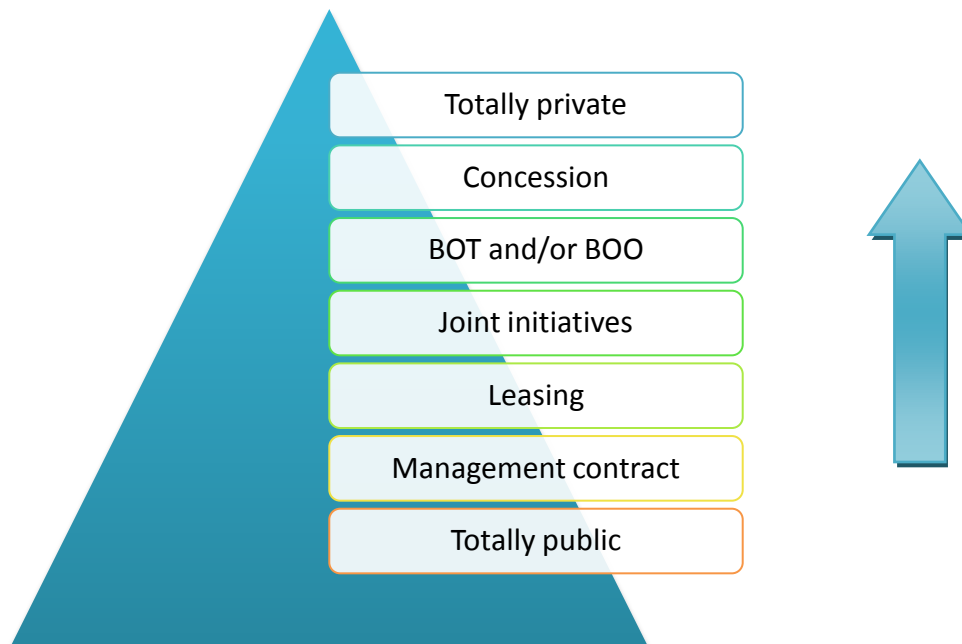 Totally private
Concession
BOT and/or BOO
Joint initiatives
Leasing
Management contract
Totally public